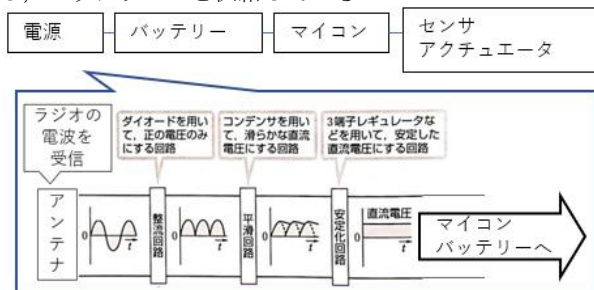 電源
バッテリー
マイコン
センサ
アクチュエータ
ラジオの
電波を
受信
ダイオードを用い
て，正の電圧のみ
にする回路
コンデンサを用い
て，滑らかな直流
電圧にする回路
3端子レギュレータな
どを用いて，安定した
直流電圧にする回路
アンテナ
0
t
整流回路
0
t
平滑回路
0
t
安定化回路
直流電圧
0
t
マイコン
バッテリーへ